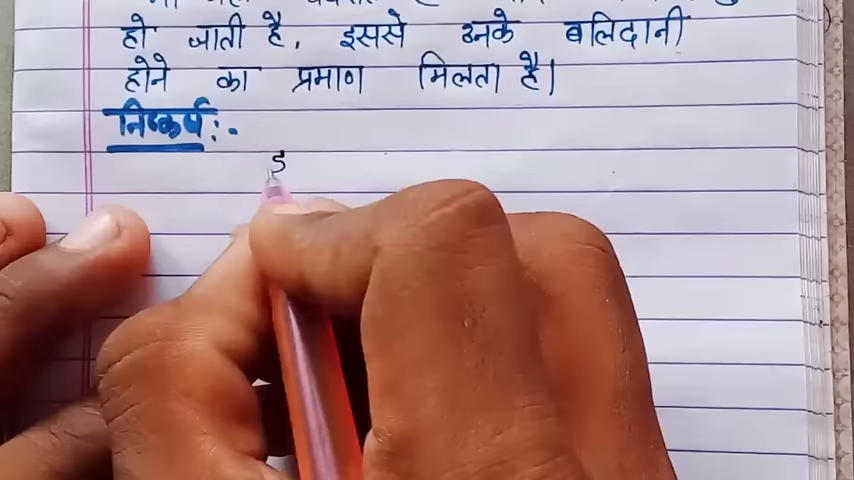 हो जाती है, इससे उनके बलिदानी
होने का प्रमाण मिलता है।
निष्कर्ष:-